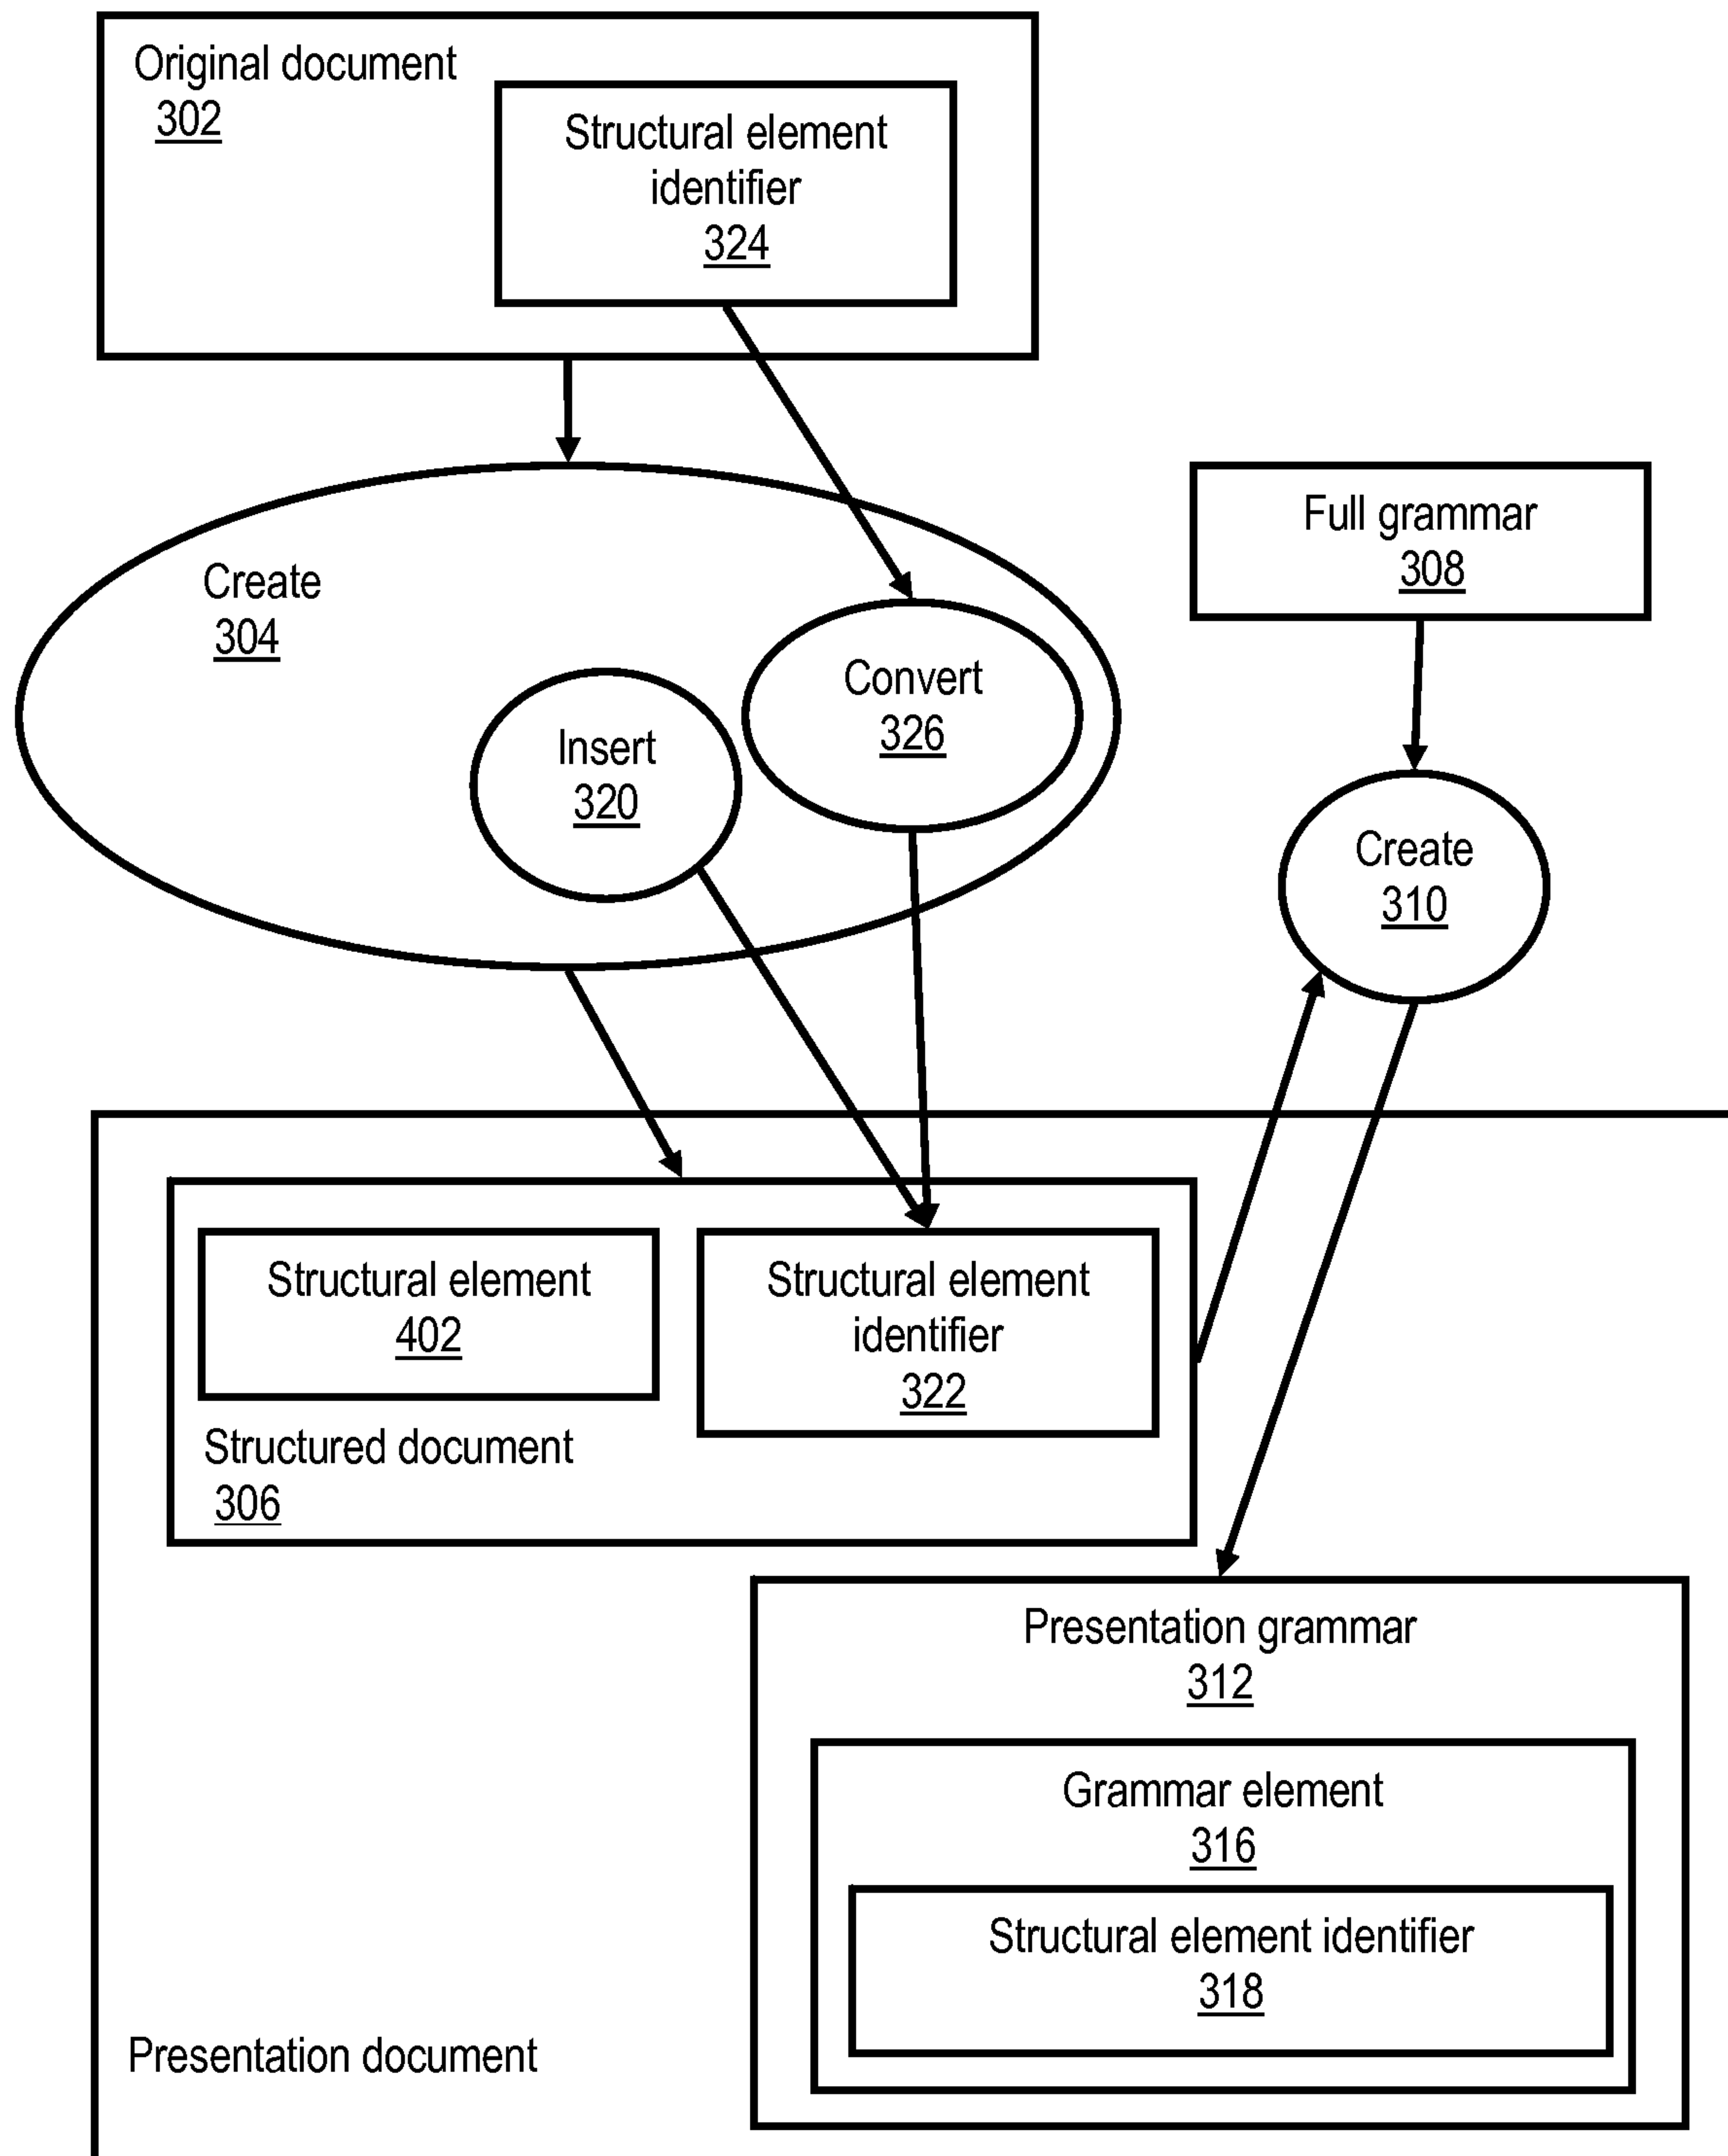 Original document
302
Structural element
identifier
324
Full grammar
308
Create
304
Convert
326
Insert
320
Create
310
Structural element
402
Structural element
identifier
322
Structured document
306
Presentation grammar
312
Grammar element
316
Structural element identifier
318
Presentation document